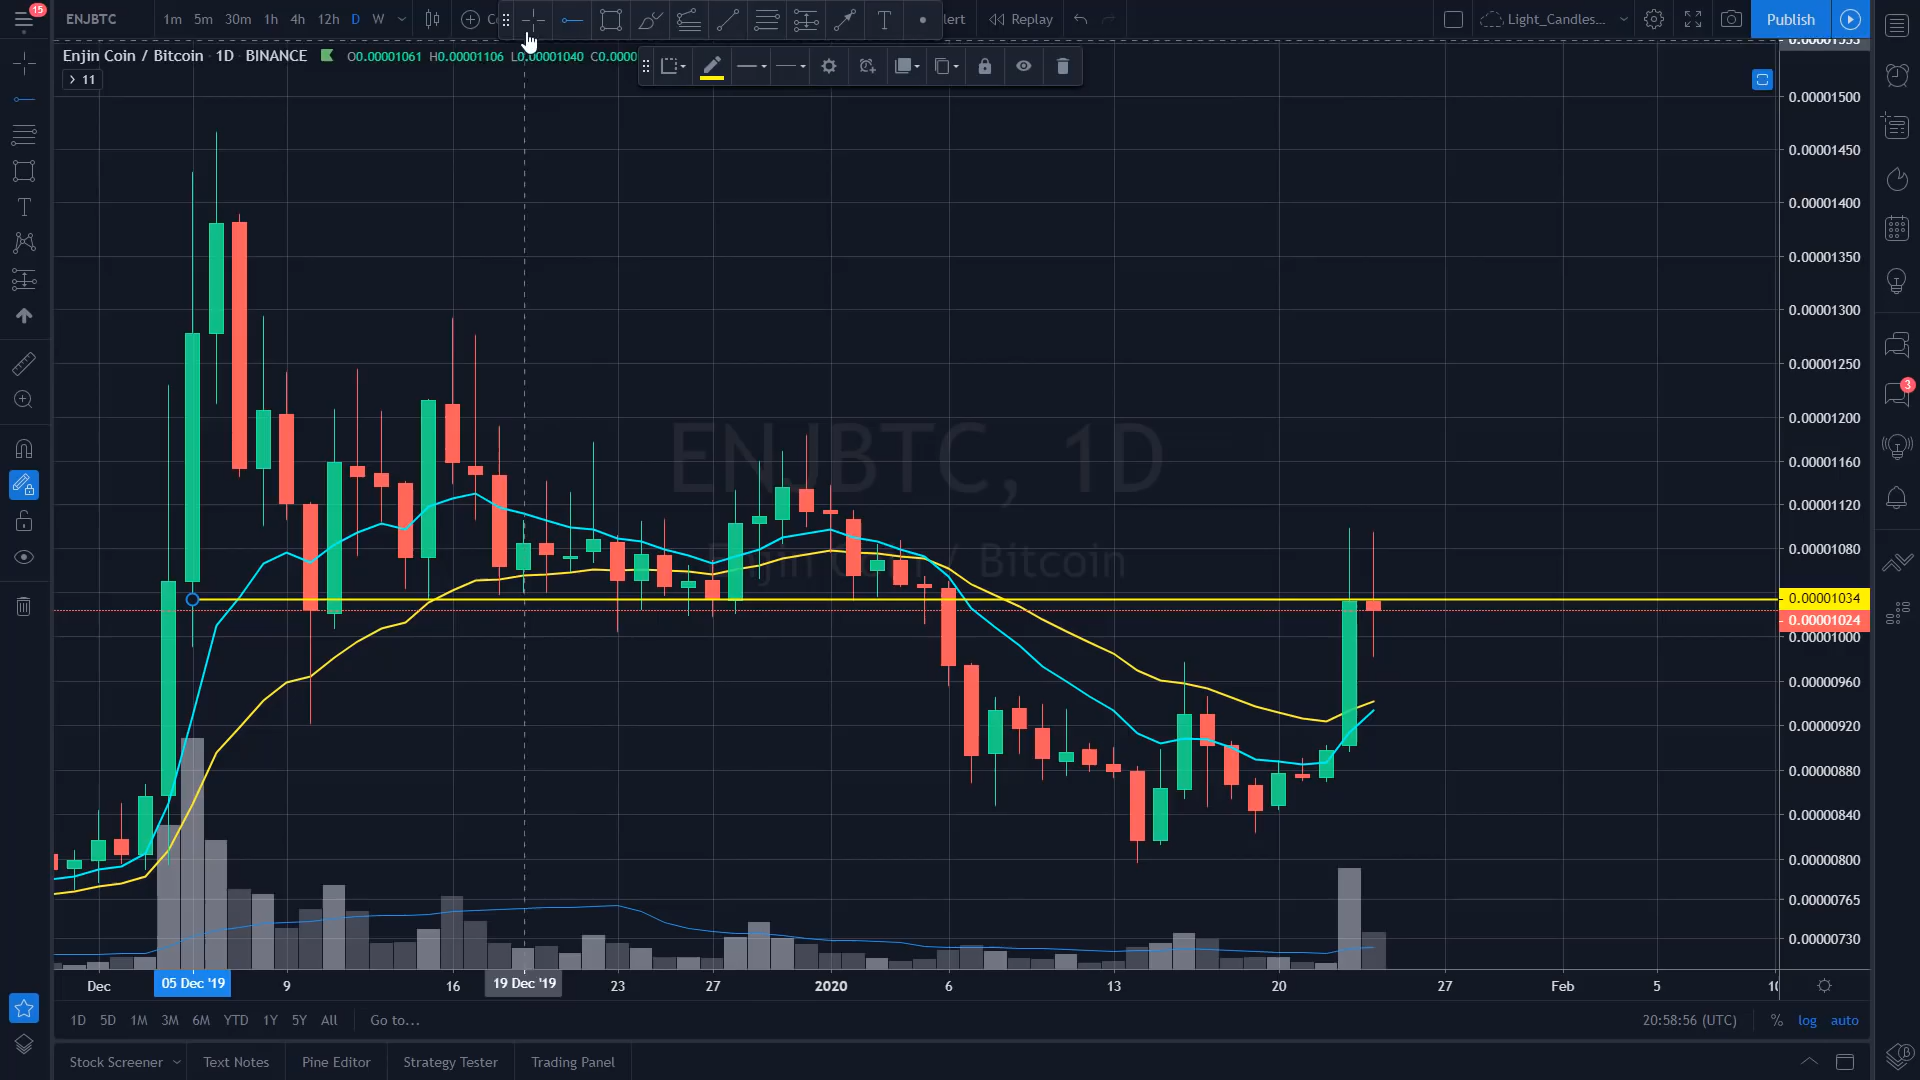 15
ENJBTC
1m 5m 30m 1h 4h 12h D W
Light_Candles...
Replay
Publish
Enjin Coin / Bitcoin · 1D · BINANCE
O0.00001061 H0.00001106 L0.00001040 C0.0000
11
0.00001500
0.00001450
0.00001400
0.00001350
0.00001300
0.00001250
0.00001200
0.00001160
0.00001120
0.00001080
0.00001034
0.00001024
0.00001000
0.00000960
0.00000920
0.00000880
0.00000840
0.00000800
0.00000765
0.00000730
3
ENJBTC, 1D
Enjin Coin / Bitcoin
Dec 05 Dec '19 9 16 19 Dec '19 23 27 2020 6 13 20 27 Feb 5
1D 5D 1M 3M 6M YTD 1Y 5Y All Go to...
20:58:56 (UTC) % log auto
Stock Screener Text Notes Pine Editor Strategy Tester Trading Panel